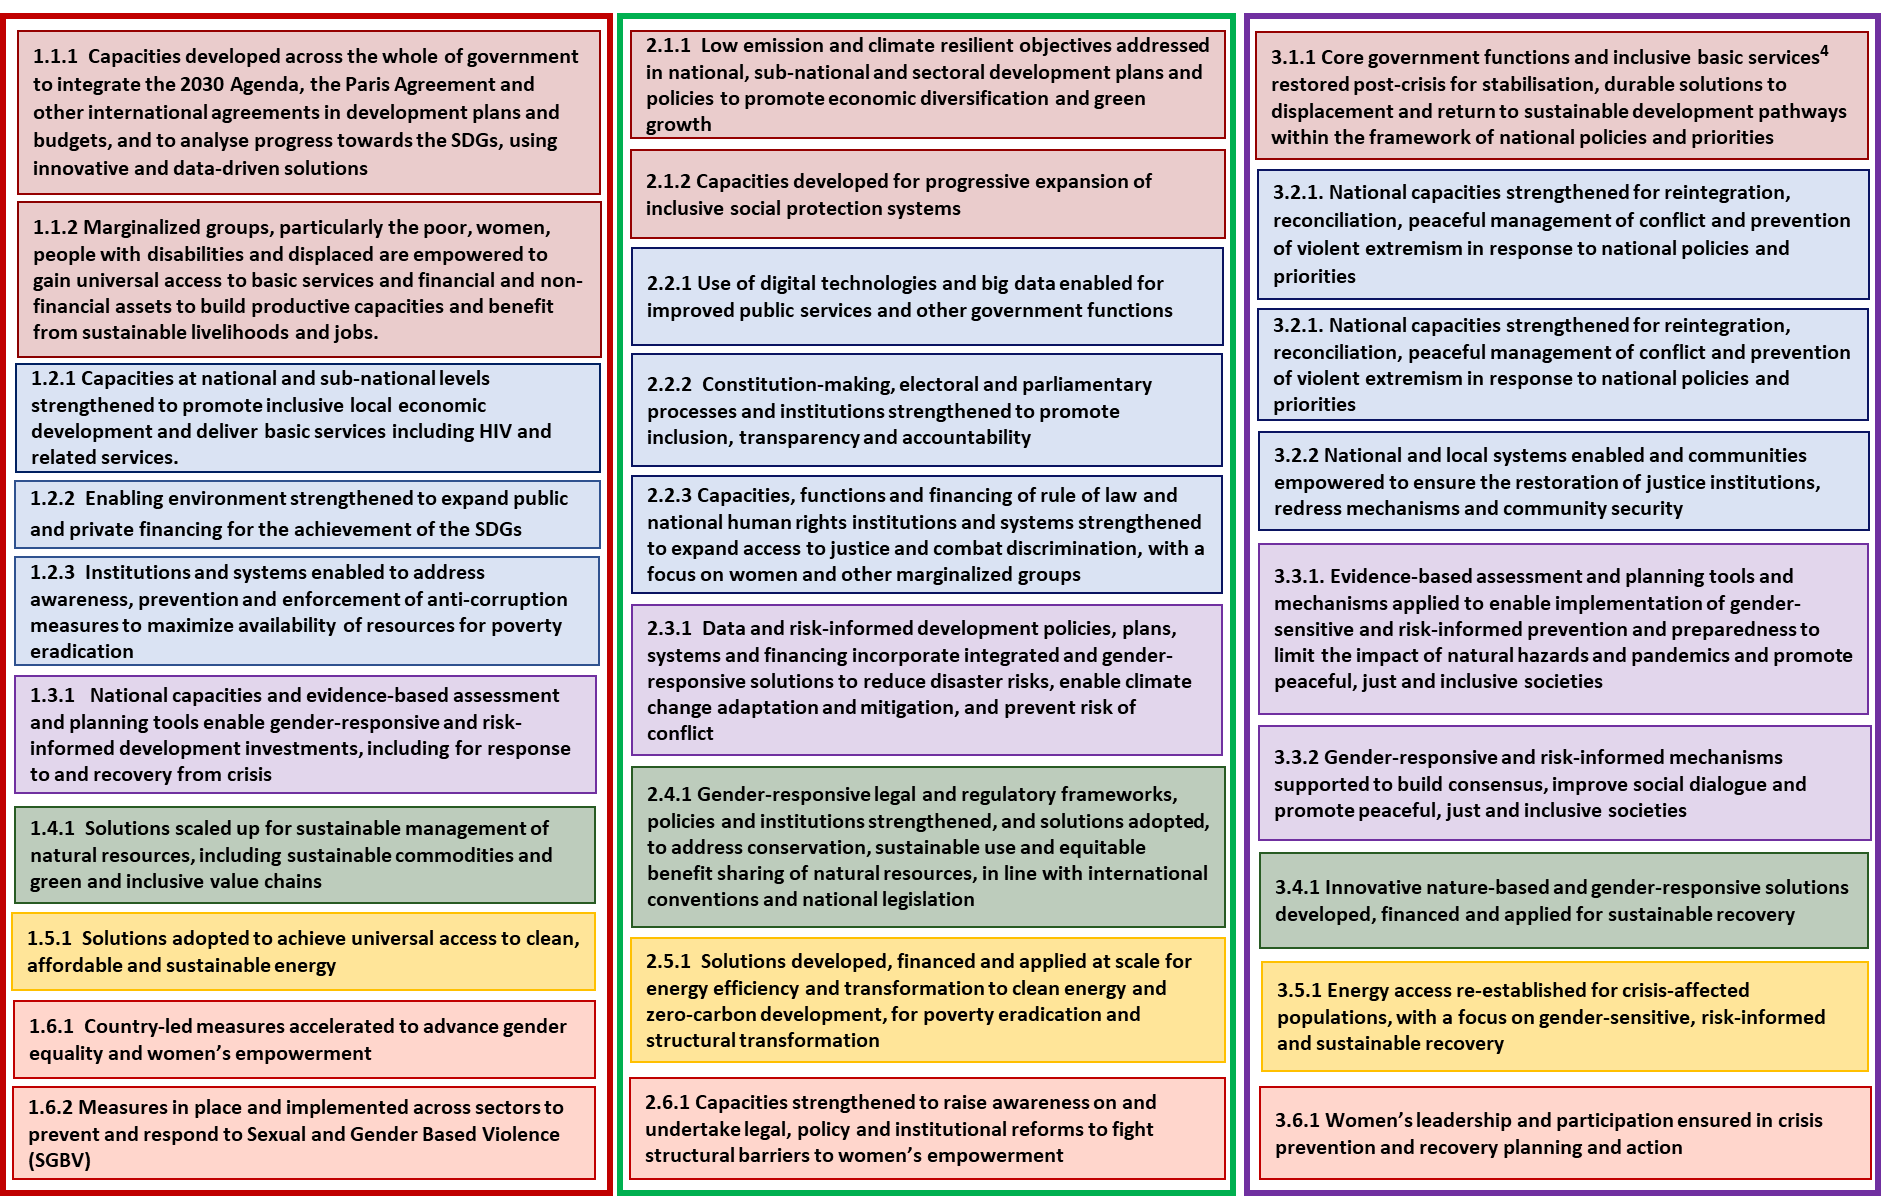 1.1.1 Capacities developed across the whole of government
to integrate the 2030 Agenda, the Paris Agreement and
other international agreements in development plans and
budgets, and to analyse progress towards the SDGs, using
innovative and data-driven solutions
1.1.2 Marginalized groups, particularly the poor, women,
people with disabilities and displaced are empowered to
gain universal access to basic services and financial and non-
financial assets to build productive capacities and benefit
from sustainable livelihoods and jobs.
1.2.1 Capacities at national and sub-national levels
strengthened to promote inclusive local economic
development and deliver basic services including HIV and
related services.
1.2.2 Enabling environment strengthened to expand public
and private financing for the achievement of the SDGs
1.2.3 Institutions and systems enabled to address
awareness, prevention and enforcement of anti-corruption
measures to maximize availability of resources for poverty
eradication
1.3.1 National capacities and evidence-based assessment
and planning tools enable gender-responsive and risk-
informed development investments, including for response
to and recovery from crisis
1.4.1 Solutions scaled up for sustainable management of
natural resources, including sustainable commodities and
green and inclusive value chains
1.5.1 Solutions adopted to achieve universal access to clean,
affordable and sustainable energy
1.6.1 Country-led measures accelerated to advance gender
equality and women’s empowerment
1.6.2 Measures in place and implemented across sectors to
prevent and respond to Sexual and Gender Based Violence
(SGBV)
2.1.1 Low emission and climate resilient objectives addressed
in national, sub-national and sectoral development plans and
policies to promote economic diversification and green
growth
2.1.2 Capacities developed for progressive expansion of
inclusive social protection systems
2.2.1 Use of digital technologies and big data enabled for
improved public services and other government functions
2.2.2 Constitution-making, electoral and parliamentary
processes and institutions strengthened to promote
inclusion, transparency and accountability
2.2.3 Capacities, functions and financing of rule of law and
national human rights institutions and systems strengthened
to expand access to justice and combat discrimination, with a
focus on women and other marginalized groups
2.3.1 Data and risk-informed development policies, plans,
systems and financing incorporate integrated and gender-
responsive solutions to reduce disaster risks, enable climate
change adaptation and mitigation, and prevent risk of
conflict
2.4.1 Gender-responsive legal and regulatory frameworks,
policies and institutions strengthened, and solutions adopted,
to address conservation, sustainable use and equitable
benefit sharing of natural resources, in line with international
conventions and national legislation
2.5.1 Solutions developed, financed and applied at scale for
energy efficiency and transformation to clean energy and
zero-carbon development, for poverty eradication and
structural transformation
2.6.1 Capacities strengthened to raise awareness on and
undertake legal, policy and institutional reforms to fight
structural barriers to women’s empowerment
3.1.1 Core government functions and inclusive basic services⁴
restored post-crisis for stabilisation, durable solutions to
displacement and return to sustainable development pathways
within the framework of national policies and priorities
3.2.1. National capacities strengthened for reintegration,
reconciliation, peaceful management of conflict and prevention
of violent extremism in response to national policies and
priorities
3.2.1. National capacities strengthened for reintegration,
reconciliation, peaceful management of conflict and prevention
of violent extremism in response to national policies and
priorities
3.2.2 National and local systems enabled and communities
empowered to ensure the restoration of justice institutions,
redress mechanisms and community security
3.3.1. Evidence-based assessment and planning tools and
mechanisms applied to enable implementation of gender-
sensitive and risk-informed prevention and preparedness to
limit the impact of natural hazards and pandemics and promote
peaceful, just and inclusive societies
3.3.2 Gender-responsive and risk-informed mechanisms
supported to build consensus, improve social dialogue and
promote peaceful, just and inclusive societies
3.4.1 Innovative nature-based and gender-responsive solutions
developed, financed and applied for sustainable recovery
3.5.1 Energy access re-established for crisis-affected
populations, with a focus on gender-sensitive, risk-informed
and sustainable recovery
3.6.1 Women’s leadership and participation ensured in crisis
prevention and recovery planning and action